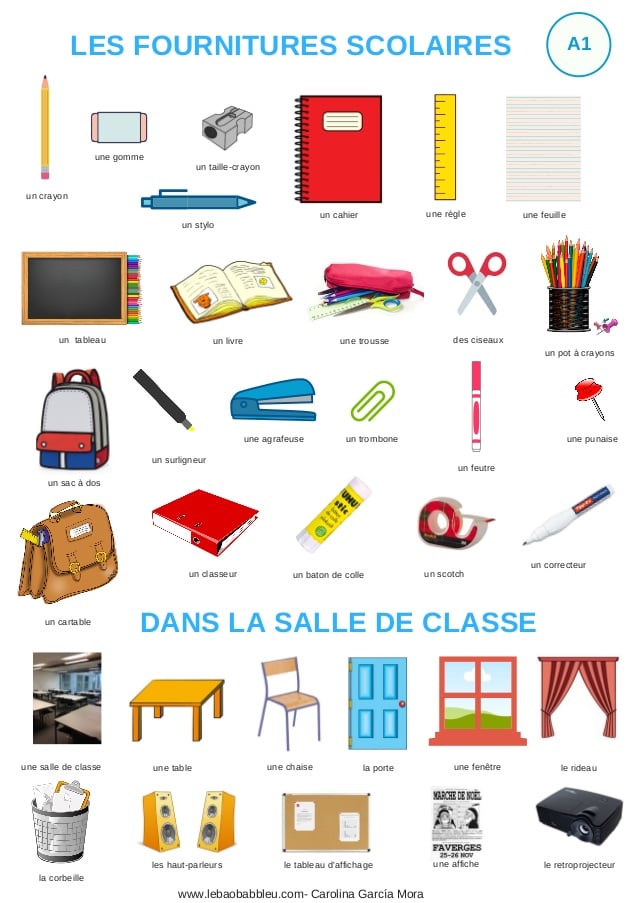 LES FOURNITURES SCOLAIRES
A1
un crayon
une gomme
un taille-crayon
un stylo
un cahier
une règle
une feuille
un tableau
un livre
une trousse
des ciseaux
un pot à crayons
un sac à dos
un surligneur
une agrafeuse
un trombone
un feutre
une punaise
un cartable
un classeur
UHU
stic
un baton de colle
un scotch
un correcteur
DANS LA SALLE DE CLASSE
une salle de classe
une table
une chaise
la porte
une fenêtre
le rideau
la corbeille
les haut-parleurs
le tableau d'affichage
MARCHE DE NOËL
FAVERGES
25-26 NOV
une affiche
le retroprojecteur
www.lebaobabbleu.com- Carolina García Mora